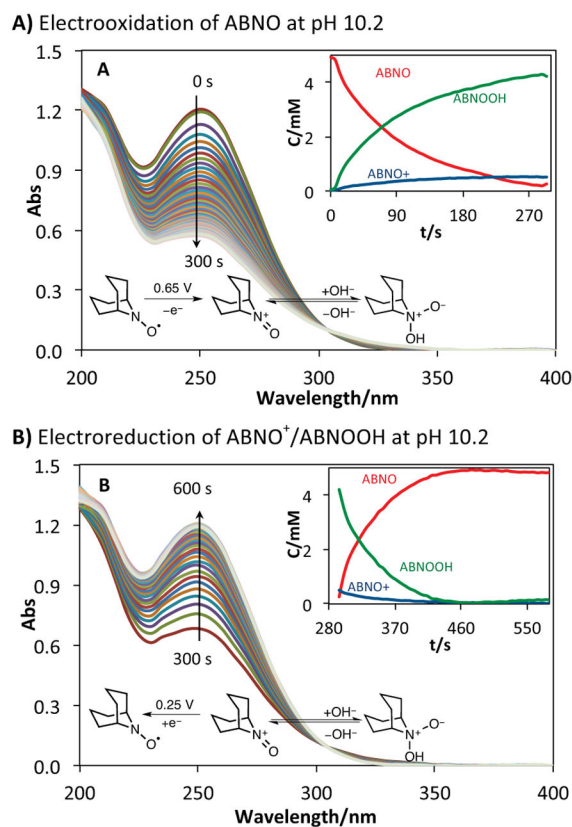 A) Electrooxidation of ABNO at pH 10.2
A
0 s
300 s
Abs
1.5
1.2
0.9
0.6
0.3
0.0
200
250
300
350
400
Wavelength/nm
C/mM
4
2
0
0
90
180
270
t/s
ABNO
ABNOOH
ABNO+
N
O•
0.65 V
−e⁻
N⁺
O
+OH⁻
−OH⁻
N⁺
O⁻
OH
B) Electroreduction of ABNO⁺/ABNOOH at pH 10.2
B
600 s
300 s
Abs
1.5
1.2
0.9
0.6
0.3
0.0
200
250
300
350
400
Wavelength/nm
C/mM
4
2
0
280
370
460
550
t/s
ABNO
ABNOOH
ABNO+
N
O•
0.25 V
+e⁻
N⁺
O
+OH⁻
−OH⁻
N⁺
O⁻
OH